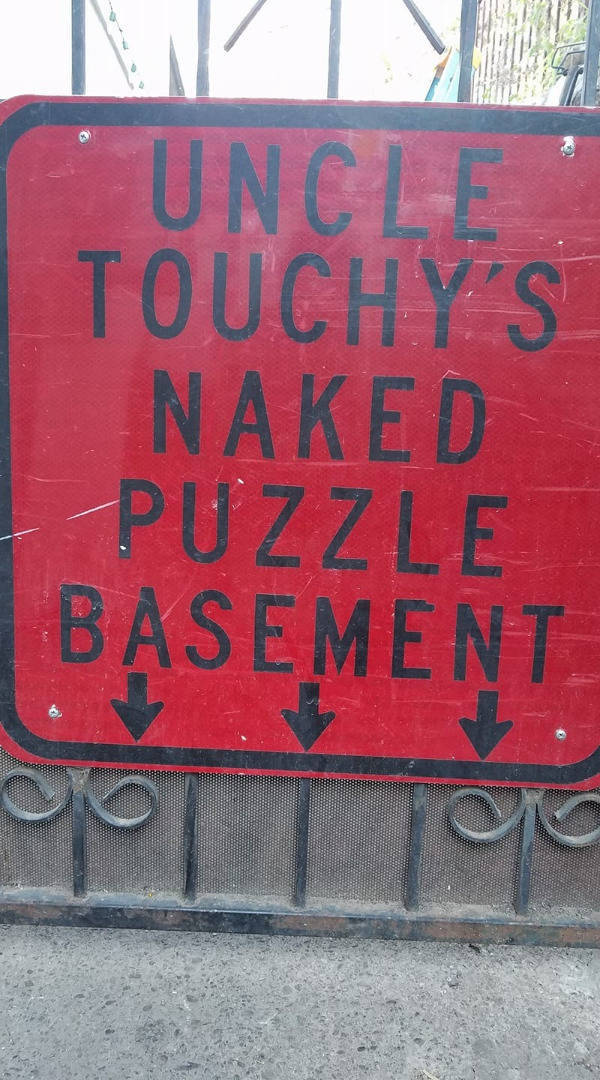 UNCLE
TOUCHY'S
NAKED
PUZZLE
BASEMENT